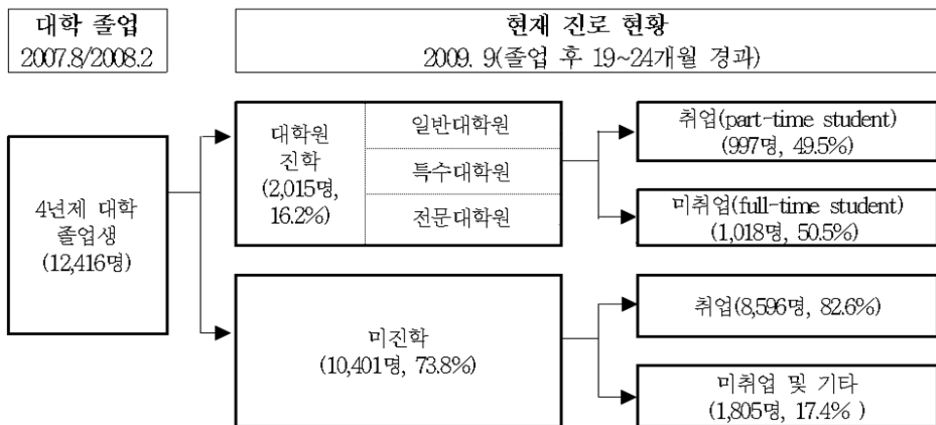 대학 졸업
2007.8/2008.2
현재 진로 현황
2009. 9(졸업 후 19~24개월 경과)
4년제 대학
졸업생
(12,416명)
대학원
진학
(2,015명,
16.2%)
일반대학원
특수대학원
전문대학원
취업(part-time student)
(997명, 49.5%)
미취업(full-time student)
(1,018명, 50.5%)
미진학
(10,401명, 73.8%)
취업(8,596명, 82.6%)
미취업 및 기타
(1,805명, 17.4% )